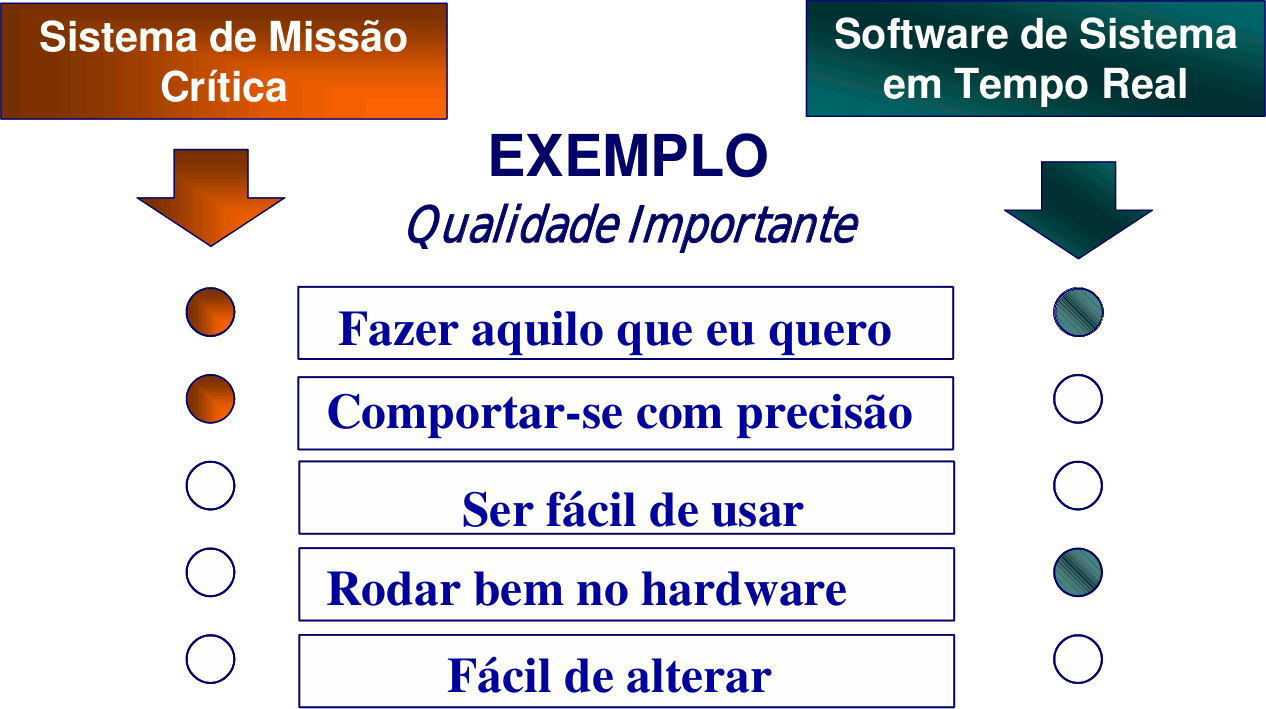 Sistema de Missão
Crítica
Software de Sistema
em Tempo Real
EXEMPLO
Qualidade Importante
Fazer aquilo que eu quero
Comportar-se com precisão
Ser fácil de usar
Rodar bem no hardware
Fácil de alterar